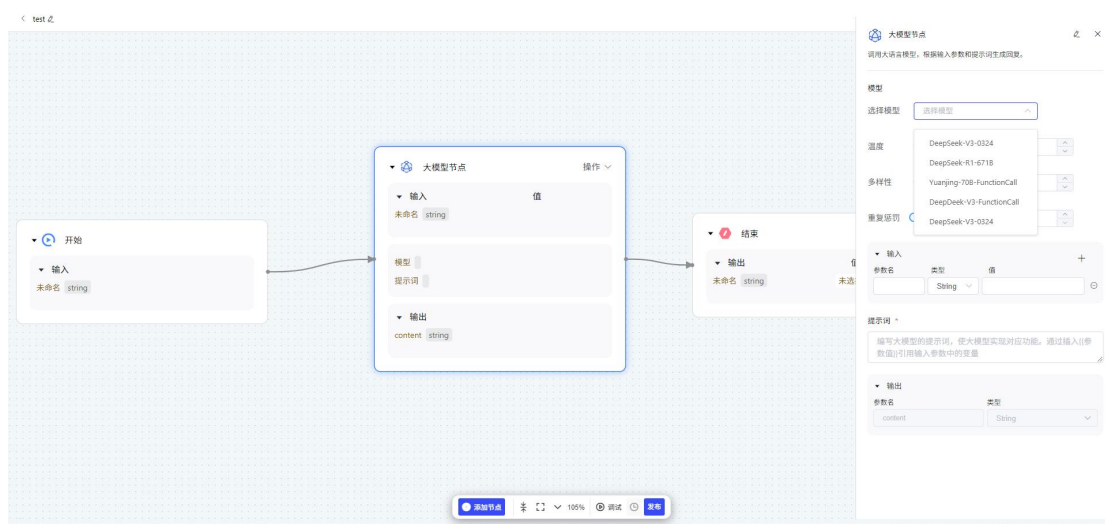 test
开始
输入
未命名 string
大模型节点 操作
输入 值
未命名 string
模型
提示词
输出
content string
结束
输出
未命名 string 未选
添加节点 105% 调试 发布
大模型节点
调用大语言模型，根据输入参数和提示词生成回复。
模型
选择模型 选择模型
DeepSeek-V3-0324
DeepSeek-R1-671B
Yuanjing-70B-FunctionCall
DeepDeek-V3-FunctionCall
DeepSeek-V3-0324
温度
多样性
重复惩罚
输入
参数名 类型 值
String
提示词 *
编写大模型的提示词，使大模型实现对应功能。通过插入{{参
数值}}引用输入参数中的变量
输出
参数名 类型
content String